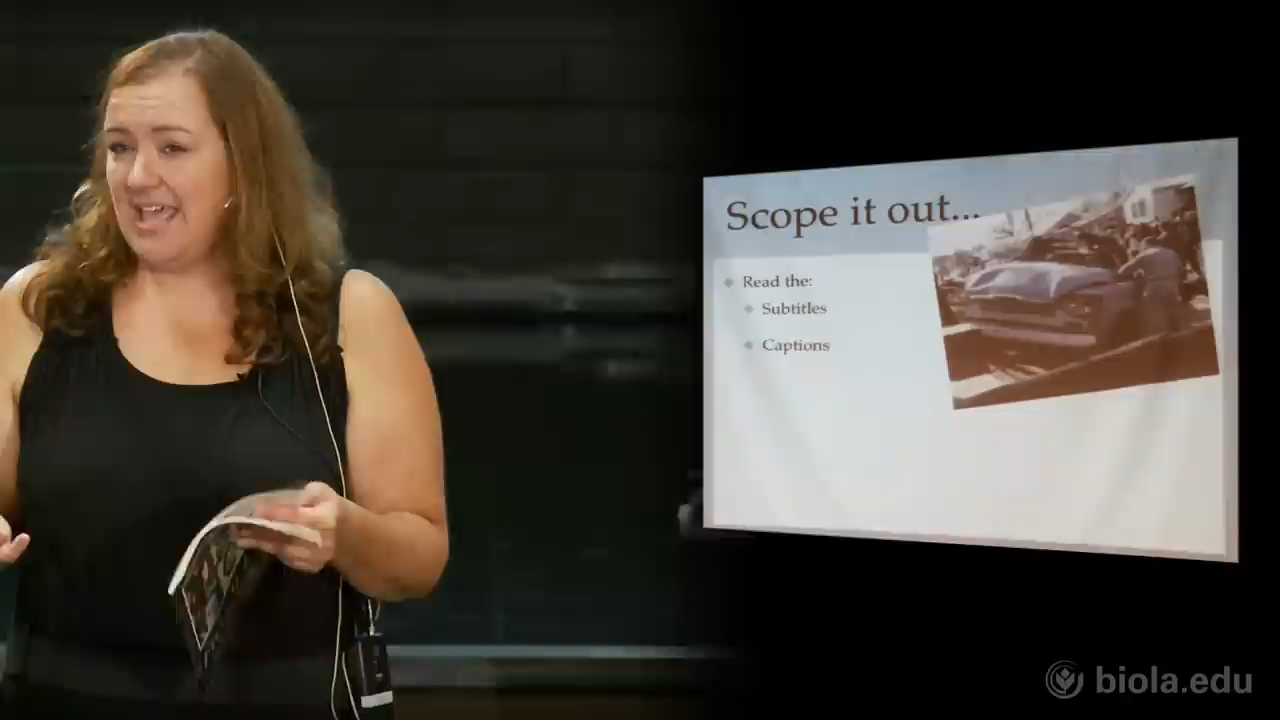 Scope it out...
Read the:
Subtitles
Captions
biola.edu